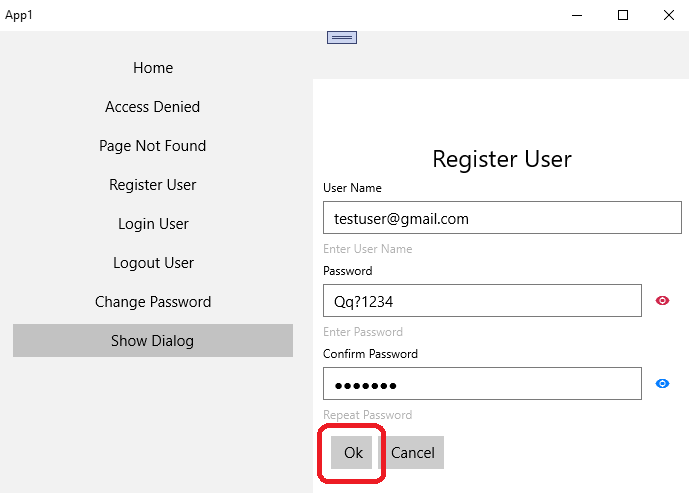 App1
Home
Access Denied
Page Not Found
Register User
Login User
Logout User
Change Password
Show Dialog
Register User
User Name
testuser@gmail.com
Enter User Name
Password
Qq?1234
Enter Password
Confirm Password
●●●●●●●
Repeat Password
Ok Cancel